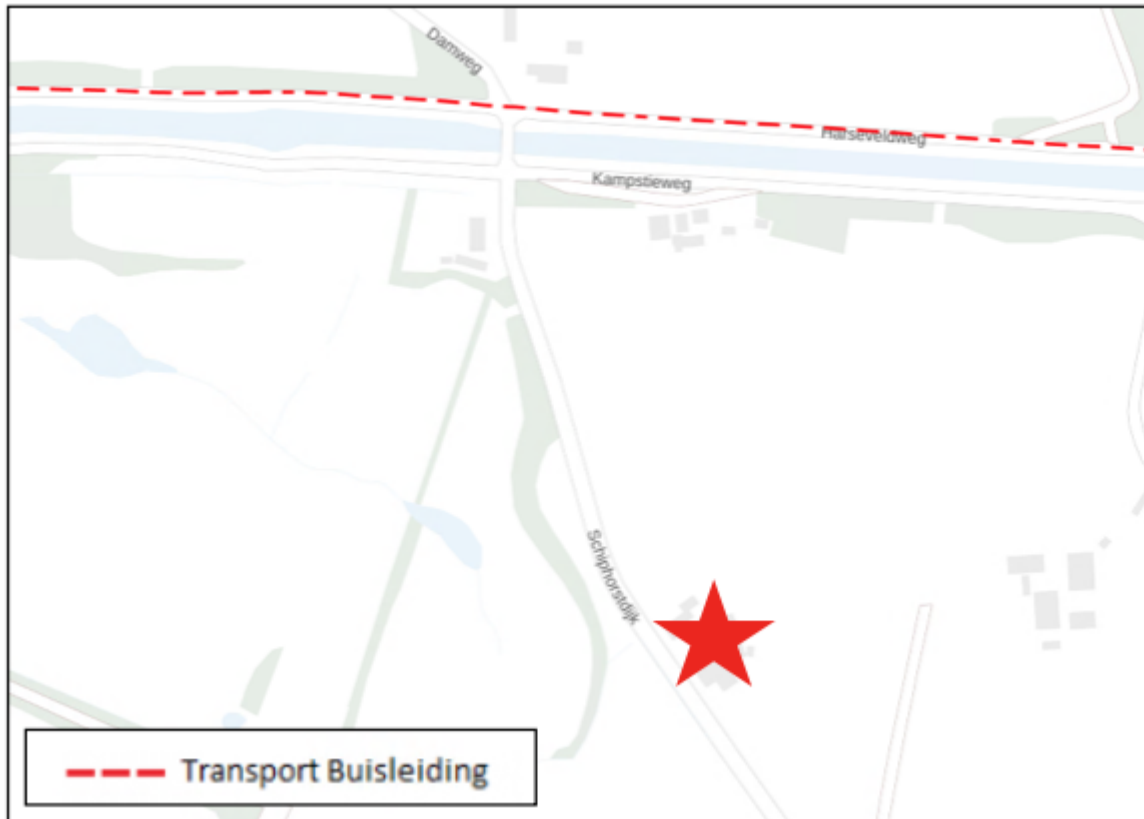 Damweg
Harseveldweg
Kampstieweg
Schiphorstdijk
Transport Buisleiding